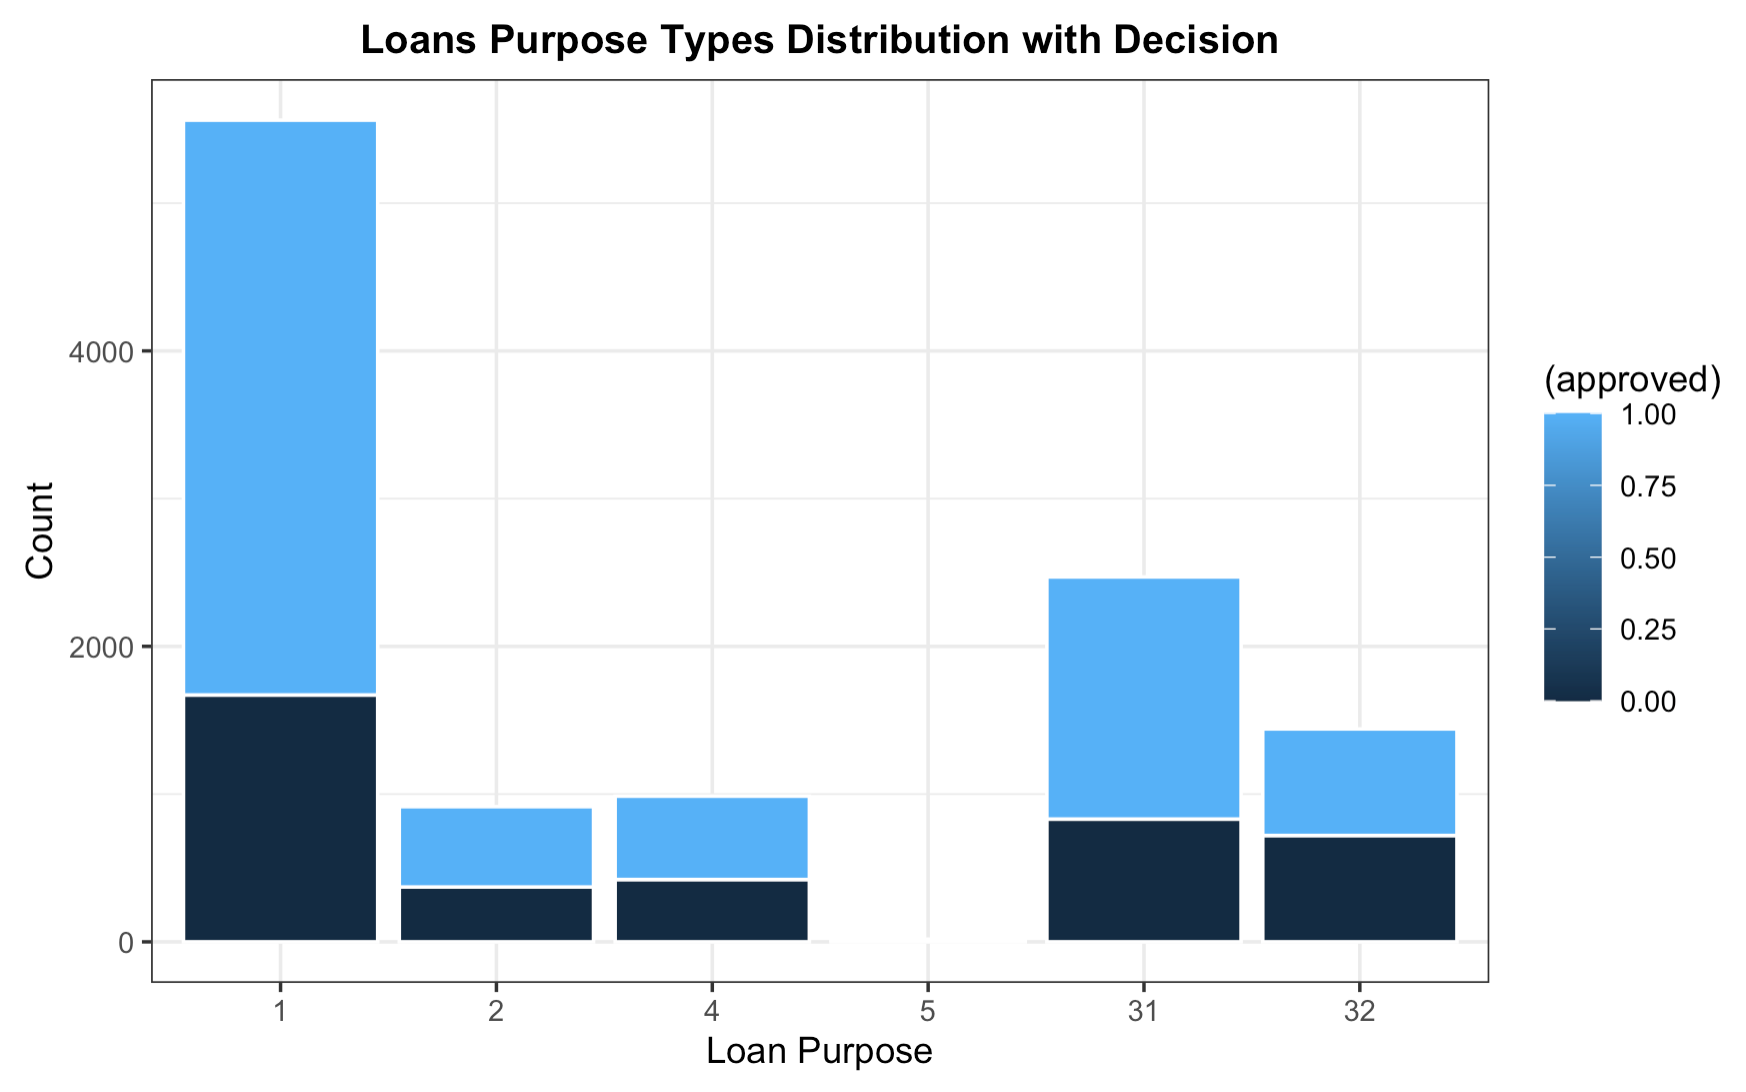 Loans Purpose Types Distribution with Decision
Count
4000
2000
0
1 2 4 5 31 32
Loan Purpose
(approved)
1.00
0.75
0.50
0.25
0.00